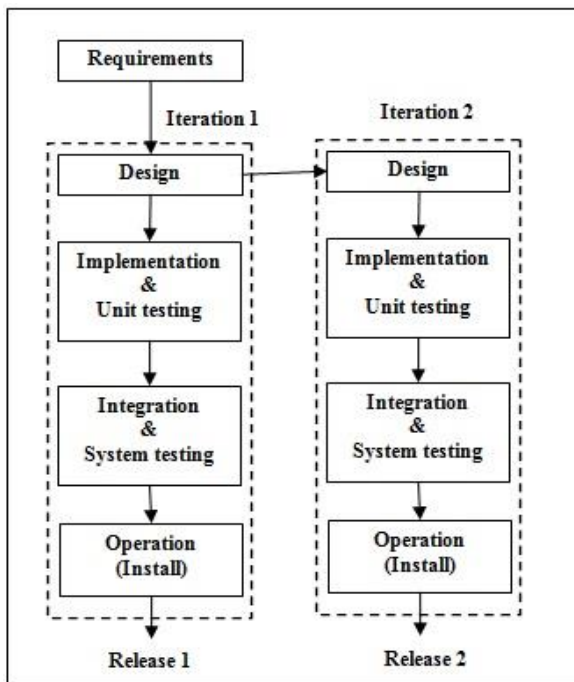 Requirements
Iteration 1
Design
Implementation
&
Unit testing
Integration
&
System testing
Operation
(Install)
Release 1
Iteration 2
Design
Implementation
&
Unit testing
Integration
&
System testing
Operation
(Install)
Release 2